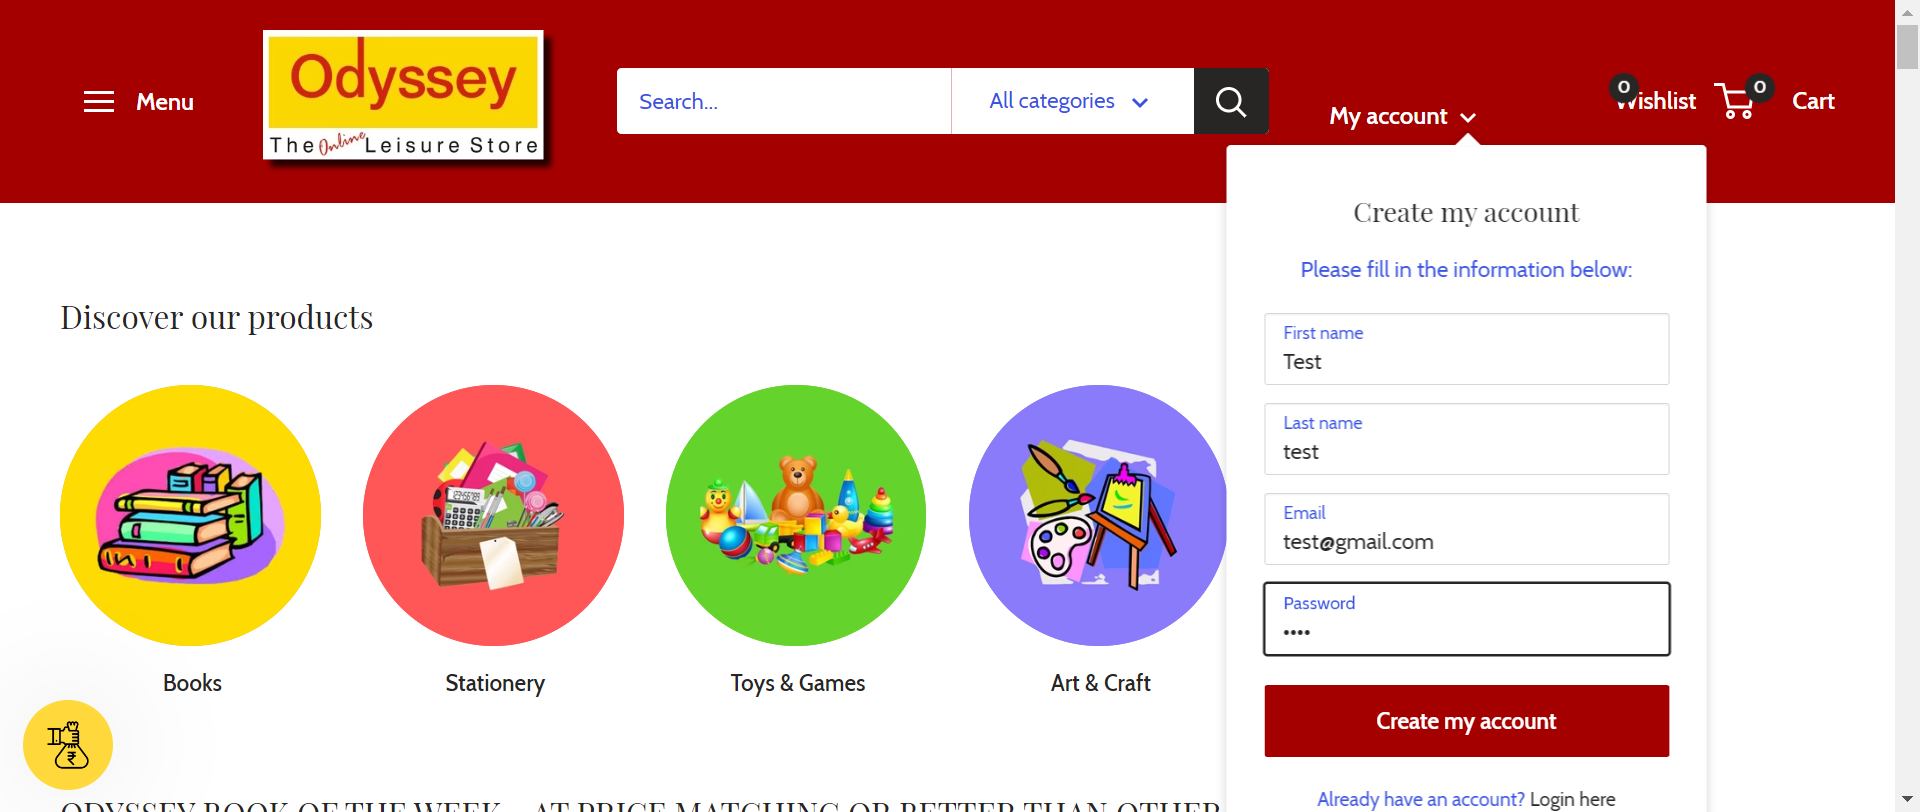 Menu
Odyssey
The Online Leisure Store
Search...
All categories
My account
0
Wishlist
0
Cart
Create my account
Please fill in the information below:
First name
Test
Last name
test
Email
test@gmail.com
Password
••••
Create my account
Already have an account? Login here
Discover our products
Books
Stationery
Toys & Games
Art & Craft
₹
ODYSSEY BOOK OF THE WEEK - AT PRICE MATCHING OR BETTER THAN OTHER